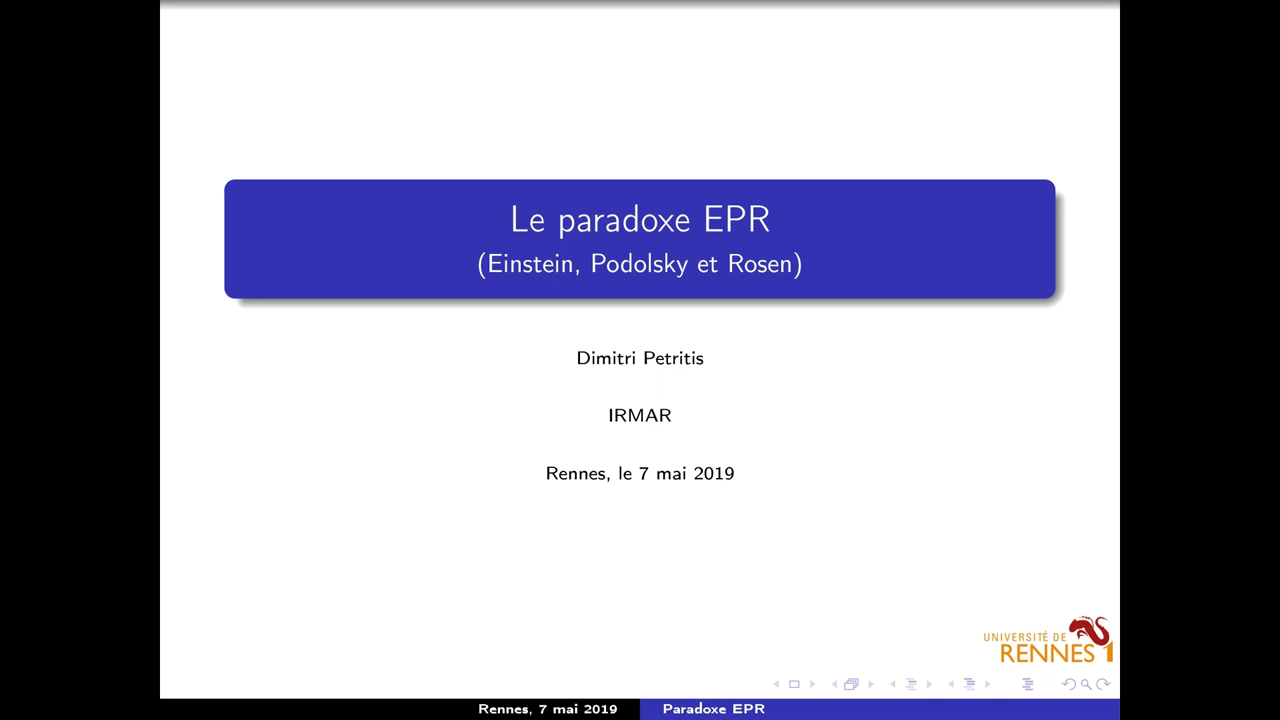 Le paradoxe EPR
(Einstein, Podolsky et Rosen)
Dimitri Petritis
IRMAR
Rennes, le 7 mai 2019
UNIVERSITÉ DE
RENNES 1
Rennes, 7 mai 2019
Paradoxe EPR